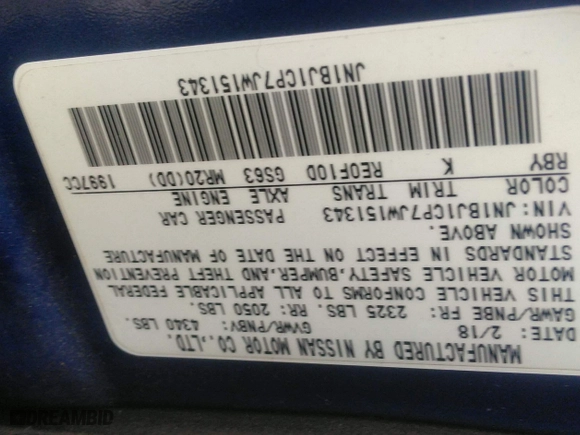 MANUFACTURED BY NISSAN MOTOR CO.,LTD.
DATE: 2/18 GVWR/PNBV: 4340 LBS.
GAWR/PNBE FR: 2325 LBS. RR: 2050 LBS.
THIS VEHICLE CONFORMS TO ALL APPLICABLE FEDERAL
MOTOR VEHICLE SAFETY,BUMPER,AND THEFT PREVENTION
STANDARDS IN EFFECT ON THE DATE OF MANUFACTURE
SHOWN ABOVE.
VIN:JN1BJ1CP7JW151343 PASSENGER CAR
COLOR TRIM TRANS AXLE ENGINE
RBY K RE0F10D GS63 MR20(DD) 1997CC
JN1BJ1CP7JW151343
DREAMBID